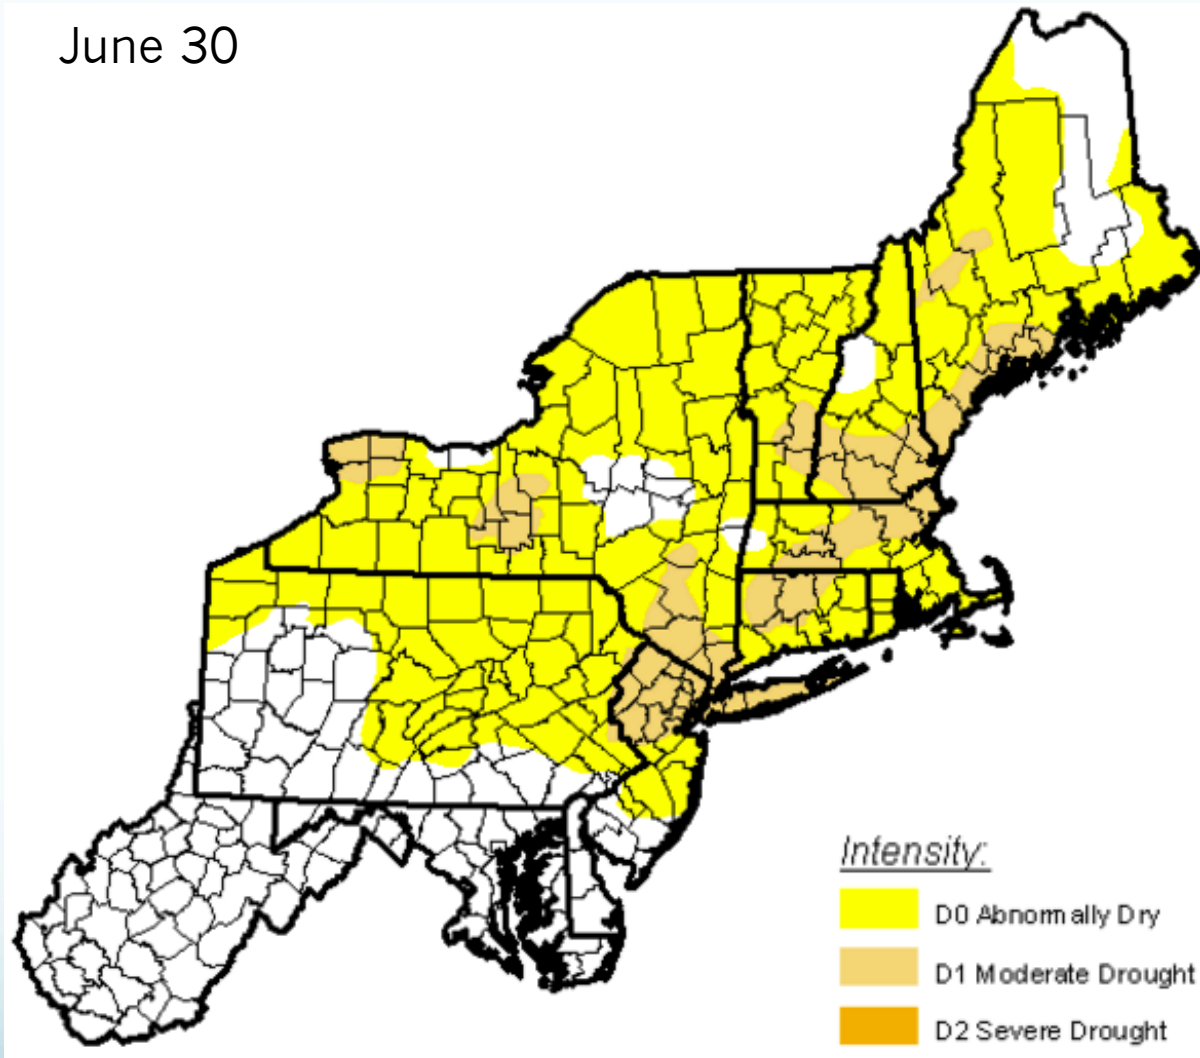 June 30
Intensity:
D0 Abnormally Dry
D1 Moderate Drought
D2 Severe Drought